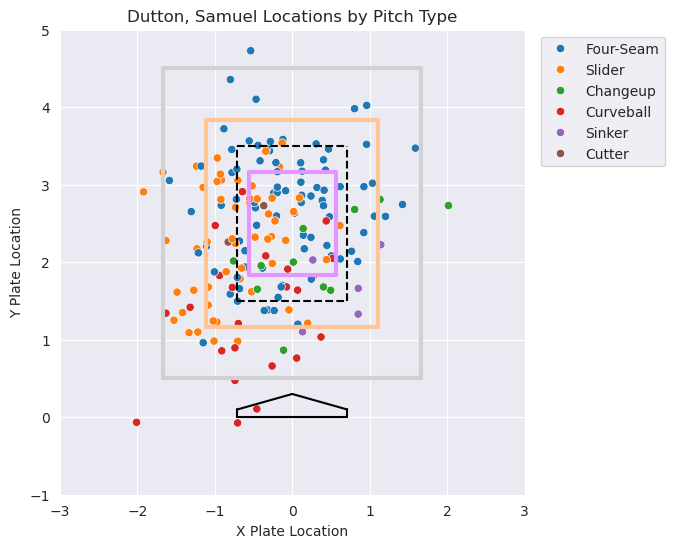 Dutton, Samuel Locations by Pitch Type
Four-Seam
Slider
Changeup
Curveball
Sinker
Cutter
Y Plate Location
5
4
3
2
1
0
−1
−3
−2
−1
0
1
2
3
X Plate Location